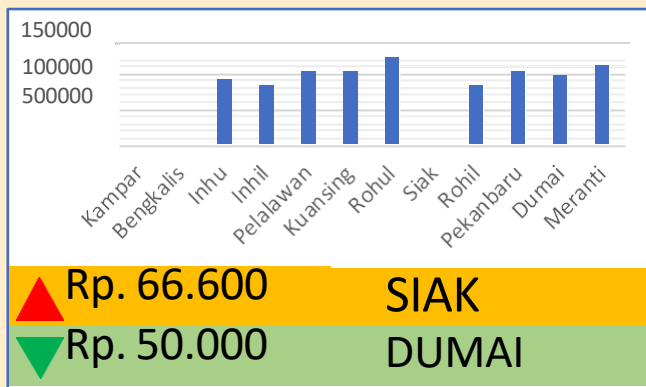 150000
100000
500000
Kampar
Bengkalis
Inhu
Inhil
Pelalawan
Kuansing
Rohul
Siak
Rohil
Pekanbaru
Dumai
Meranti
Rp. 66.600 SIAK
Rp. 50.000 DUMAI